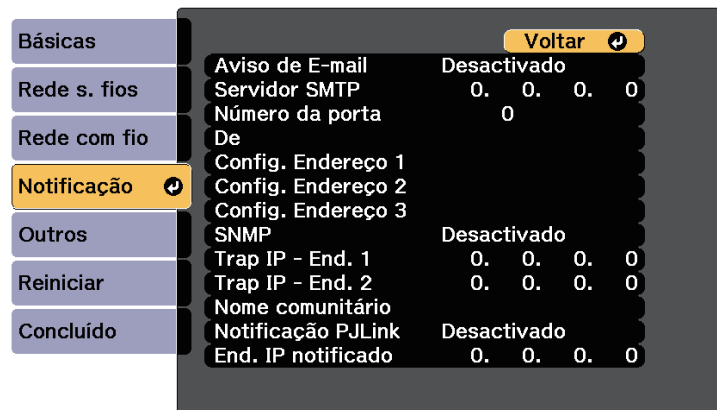 Básicas
Rede s. fios
Rede com fio
Notificação
Outros
Reiniciar
Concluído
Voltar
Aviso de E-mail Desactivado
Servidor SMTP 0. 0. 0. 0
Número da porta 0
De
Config. Endereço 1
Config. Endereço 2
Config. Endereço 3
SNMP Desactivado
Trap IP - End. 1 0. 0. 0. 0
Trap IP - End. 2 0. 0. 0. 0
Nome comunitário
Notificação PJLink Desactivado
End. IP notificado 0. 0. 0. 0